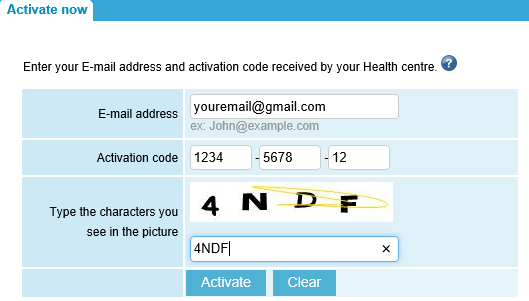 Activate now
Enter your E-mail address and activation code received by your Health centre. ?
E-mail address youremail@gmail.com
ex: John@example.com
Activation code 1234 - 5678 - 12
4 N D F
Type the characters you
see in the picture
4NDF ×
Activate Clear